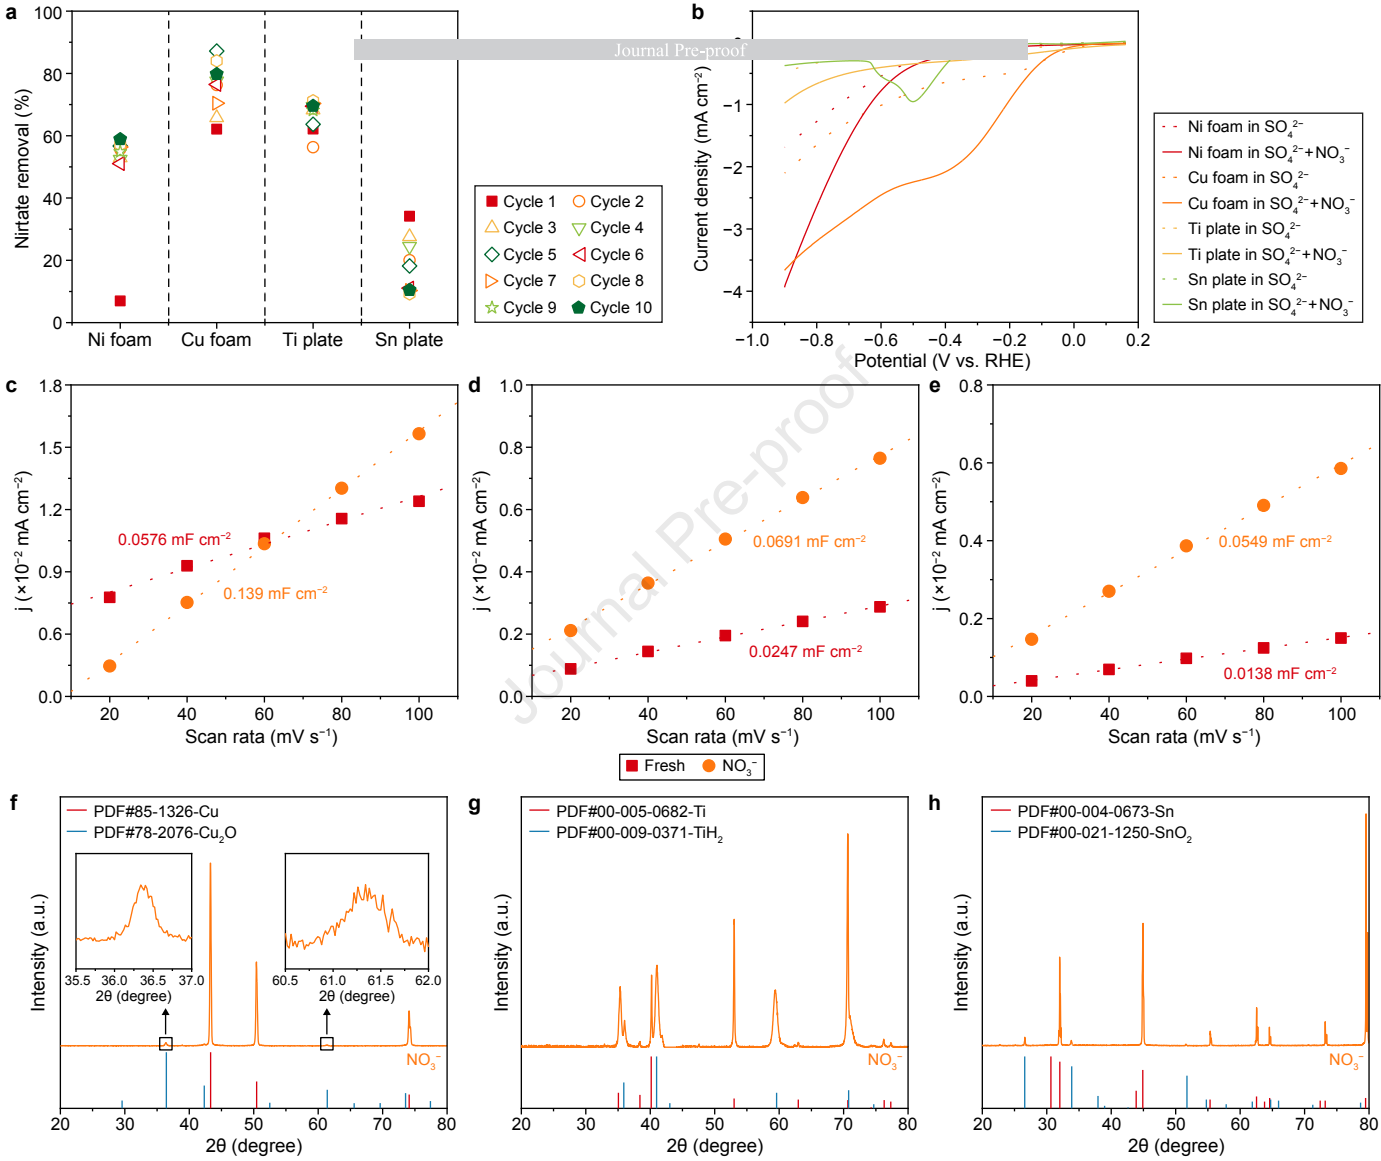 a
Nirtate removal (%)
100
80
60
40
20
0
Ni foam
Cu foam
Ti plate
Sn plate
Cycle 1
Cycle 2
Cycle 3
Cycle 4
Cycle 5
Cycle 6
Cycle 7
Cycle 8
Cycle 9
Cycle 10
b
Journal Pre-proof
Current density (mA cm⁻²)
−1
−2
−3
−4
−1.0
−0.8
−0.6
−0.4
−0.2
0.0
0.2
Potential (V vs. RHE)
Ni foam in SO₄²⁻
Ni foam in SO₄²⁻+NO₃⁻
Cu foam in SO₄²⁻
Cu foam in SO₄²⁻+NO₃⁻
Ti plate in SO₄²⁻
Ti plate in SO₄²⁻+NO₃⁻
Sn plate in SO₄²⁻
Sn plate in SO₄²⁻+NO₃⁻
c
j (×10⁻² mA cm⁻²)
1.8
1.5
1.2
0.9
0.6
0.0
0.0576 mF cm⁻²
0.139 mF cm⁻²
20
40
60
80
100
Scan rata (mV s⁻¹)
d
j (×10⁻² mA cm⁻²)
1.0
0.8
0.6
0.4
0.2
0.0
0.0691 mF cm⁻²
0.0247 mF cm⁻²
20
40
60
80
100
Scan rata (mV s⁻¹)
e
j (×10⁻² mA cm⁻²)
0.8
0.6
0.4
0.2
0.0
0.0549 mF cm⁻²
0.0138 mF cm⁻²
20
40
60
80
100
Scan rata (mV s⁻¹)
Journal Pre-proof
Fresh
NO₃⁻
f
Intensity (a.u.)
PDF#85-1326-Cu
PDF#78-2076-Cu₂O
35.5
36.0
36.5
37.0
2θ (degree)
60.5
61.0
61.5
62.0
2θ (degree)
NO₃⁻
20
30
40
50
60
70
80
2θ (degree)
g
Intensity (a.u.)
PDF#00-005-0682-Ti
PDF#00-009-0371-TiH₂
NO₃⁻
20
30
40
50
60
70
80
2θ (degree)
h
Intensity (a.u.)
PDF#00-004-0673-Sn
PDF#00-021-1250-SnO₂
NO₃⁻
20
30
40
50
60
70
80
2θ (degree)